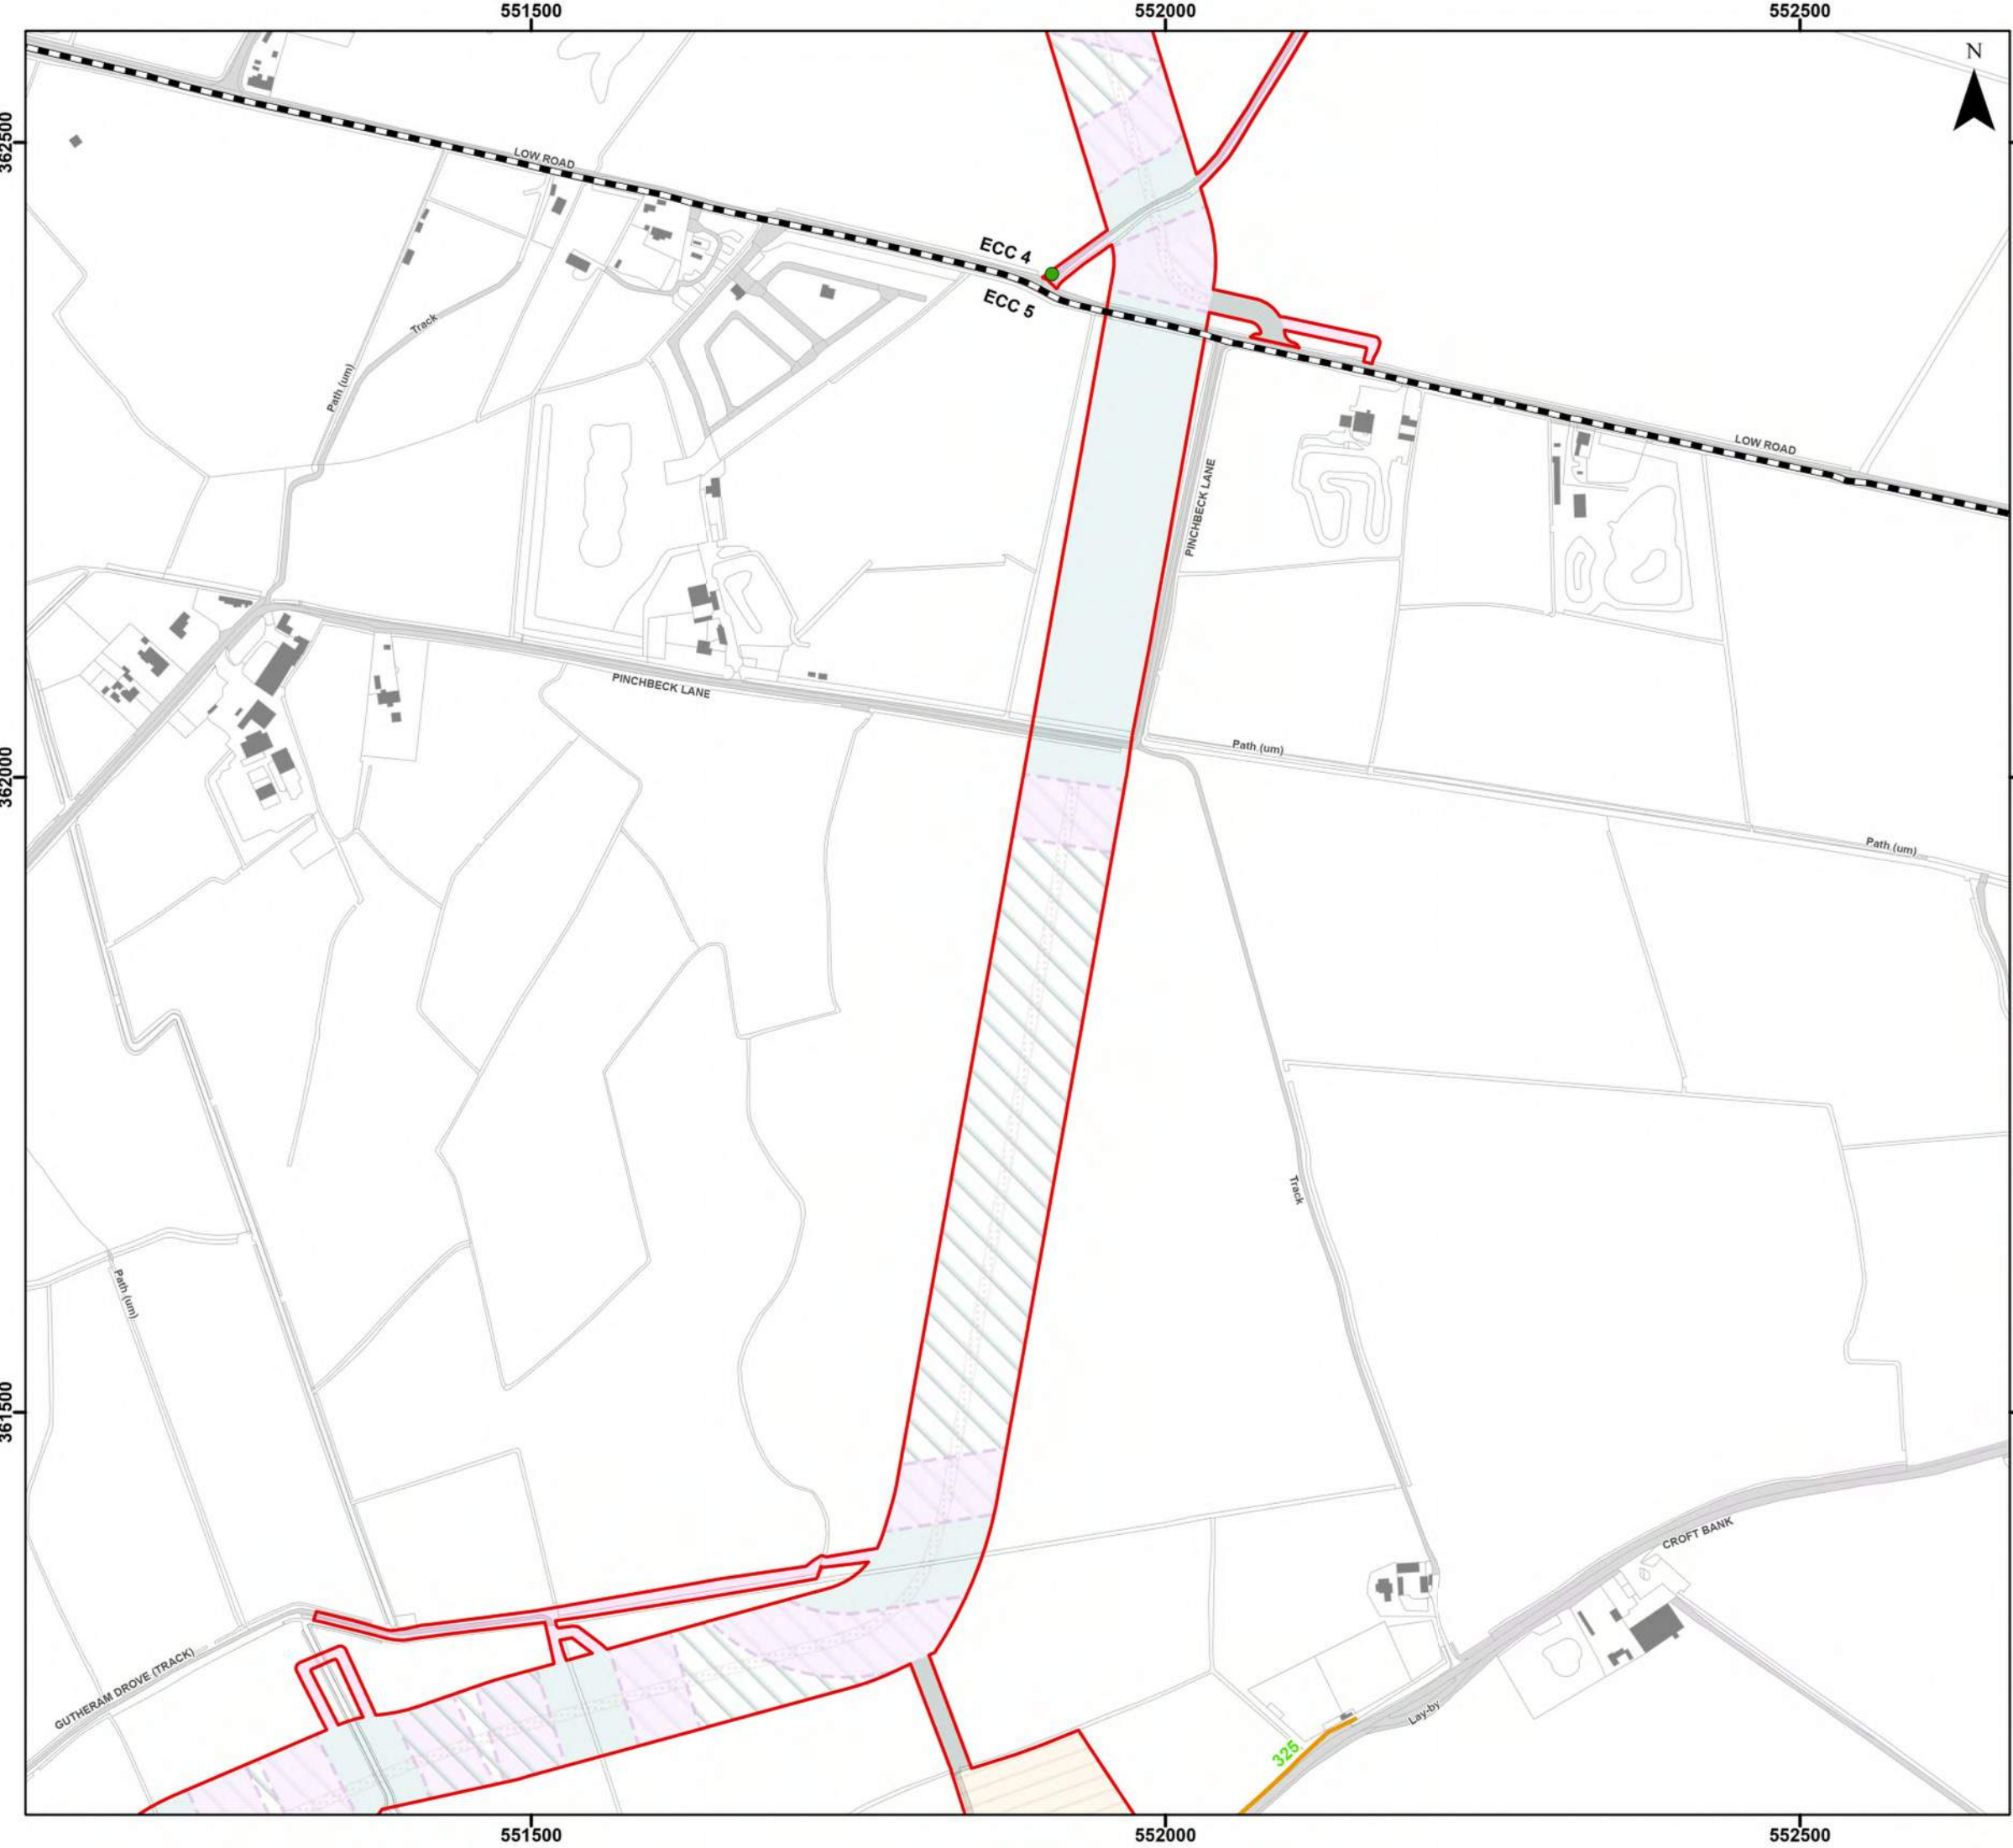 551500
552000
552500
N
362500
LOW ROAD
ECC 4
ECC 5
Track
Path (um)
LOW ROAD
PINCHBECK LANE
PINCHBECK LANE
362000
Path (um)
Path (um)
Track
Path (um)
361500
CROFT BANK
GUTHERAM DROVE (TRACK)
Lay-by
325
551500
552000
552500